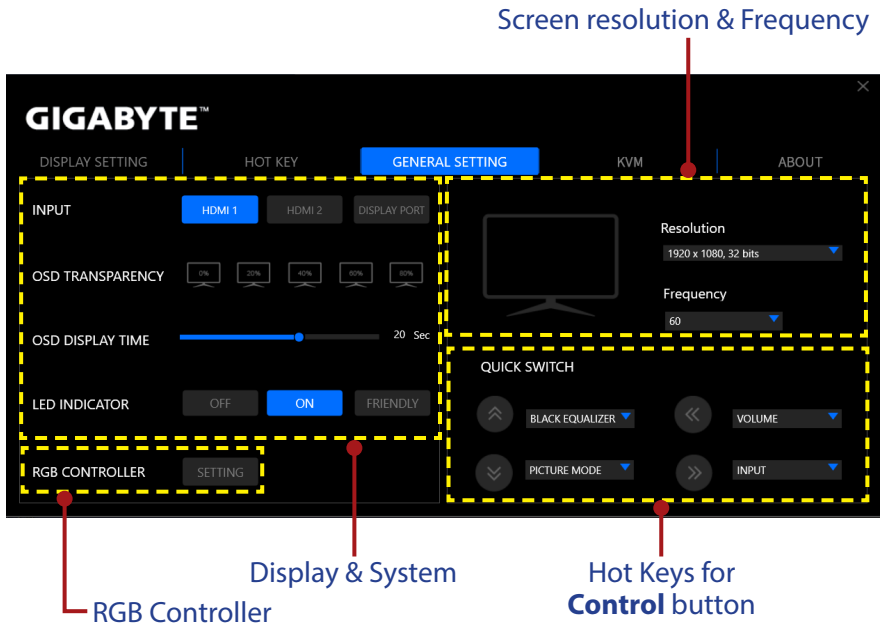 Screen resolution & Frequency
GIGABYTE™
DISPLAY SETTING HOT KEY GENERAL SETTING KVM ABOUT
INPUT HDMI 1 HDMI 2 DISPLAY PORT
OSD TRANSPARENCY 0% 20% 40% 60% 80%
OSD DISPLAY TIME 20 Sec
LED INDICATOR OFF ON FRIENDLY
RGB CONTROLLER SETTING
Resolution
1920 x 1080, 32 bits
Frequency
60
QUICK SWITCH
BLACK EQUALIZER VOLUME
PICTURE MODE INPUT
Display & System
RGB Controller
Hot Keys for
Control button